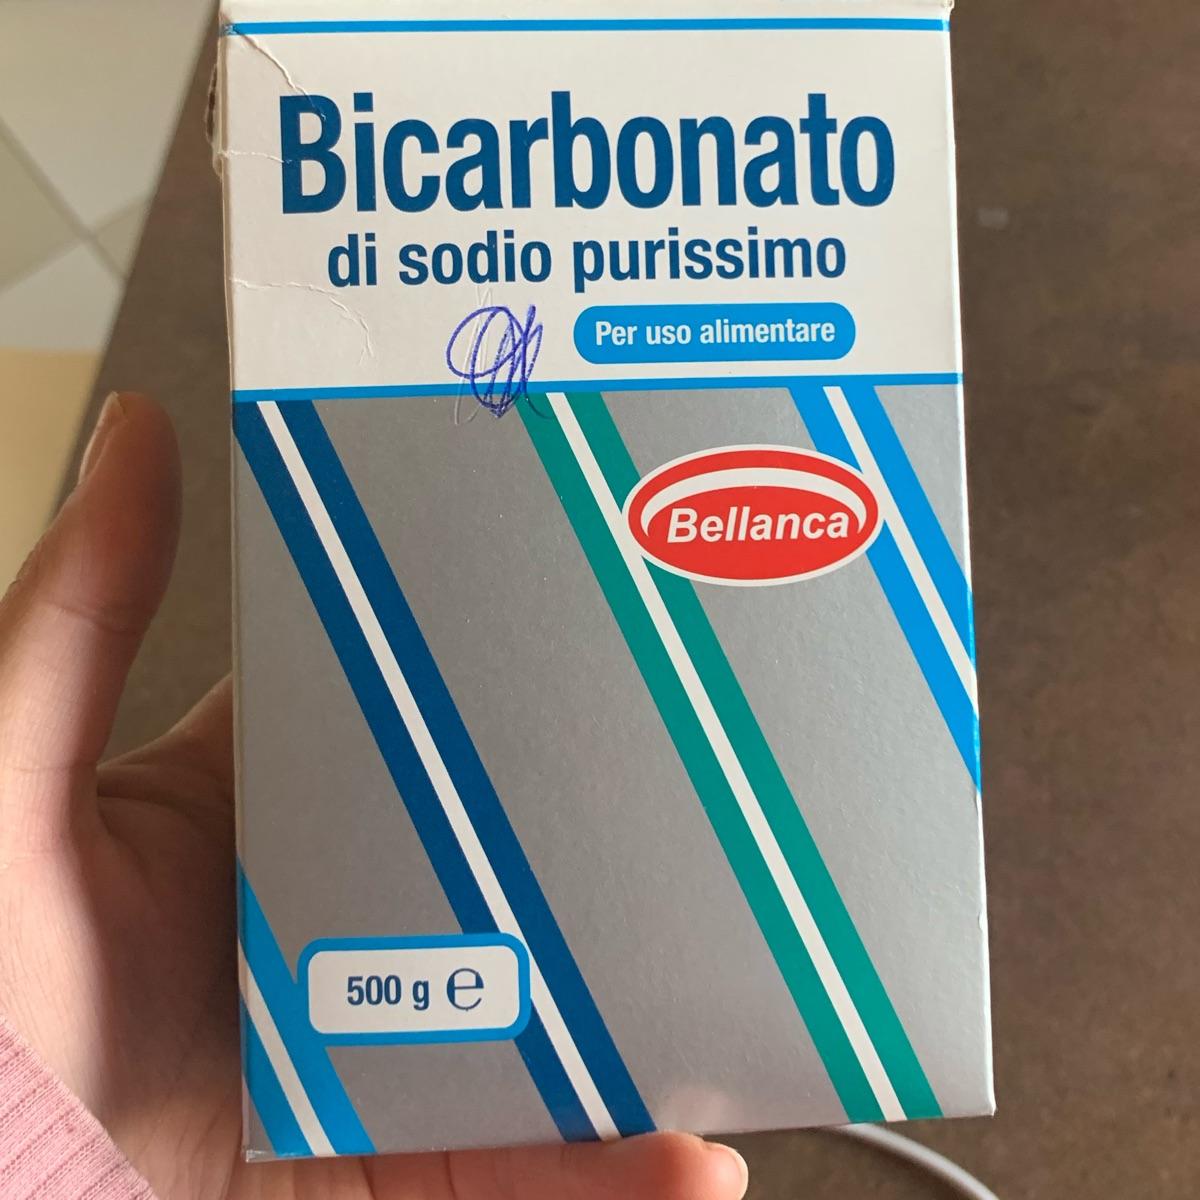 Bicarbonato
di sodio purissimo
Per uso alimentare
Bellanca
500 g ℮